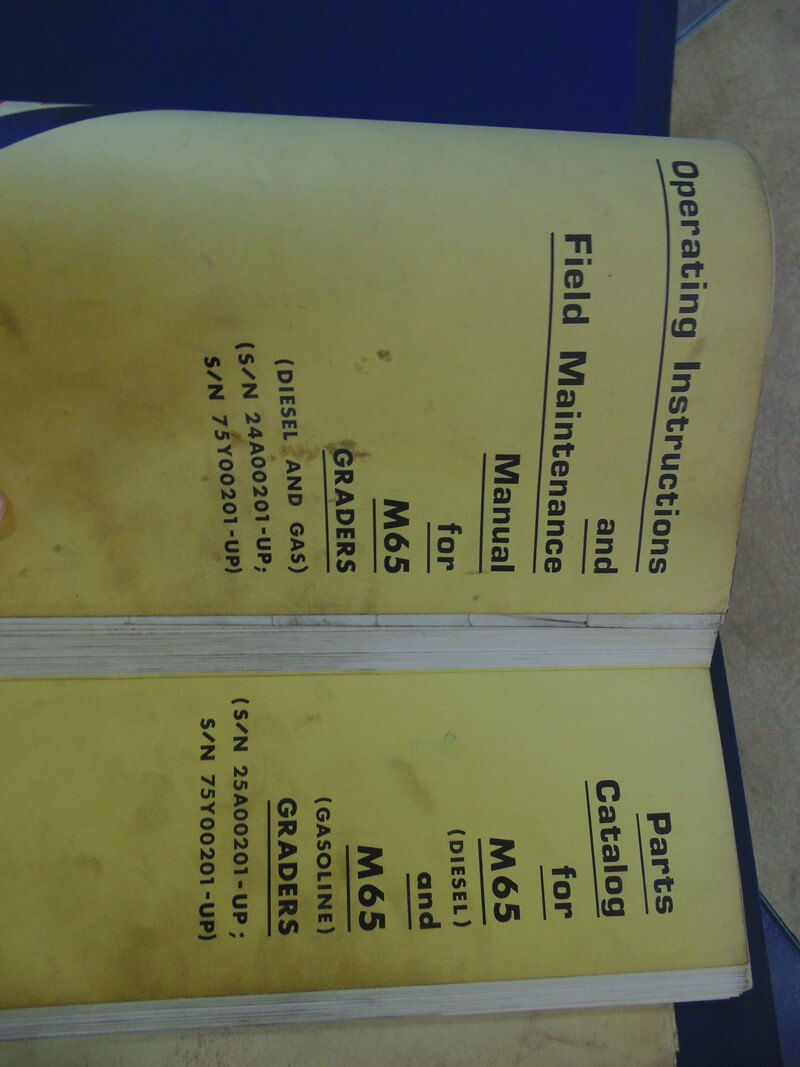 Operating Instructions
and
Field Maintenance
Manual
for
M65
GRADERS
(DIESEL AND GAS)
(S/N 24A00201-UP;
S/N 75Y00201-UP)
Parts
Catalog
for
M65
(DIESEL)
and
M65
(GASOLINE)
GRADERS
(S/N 25A00201-UP;
S/N 75Y00201-UP)